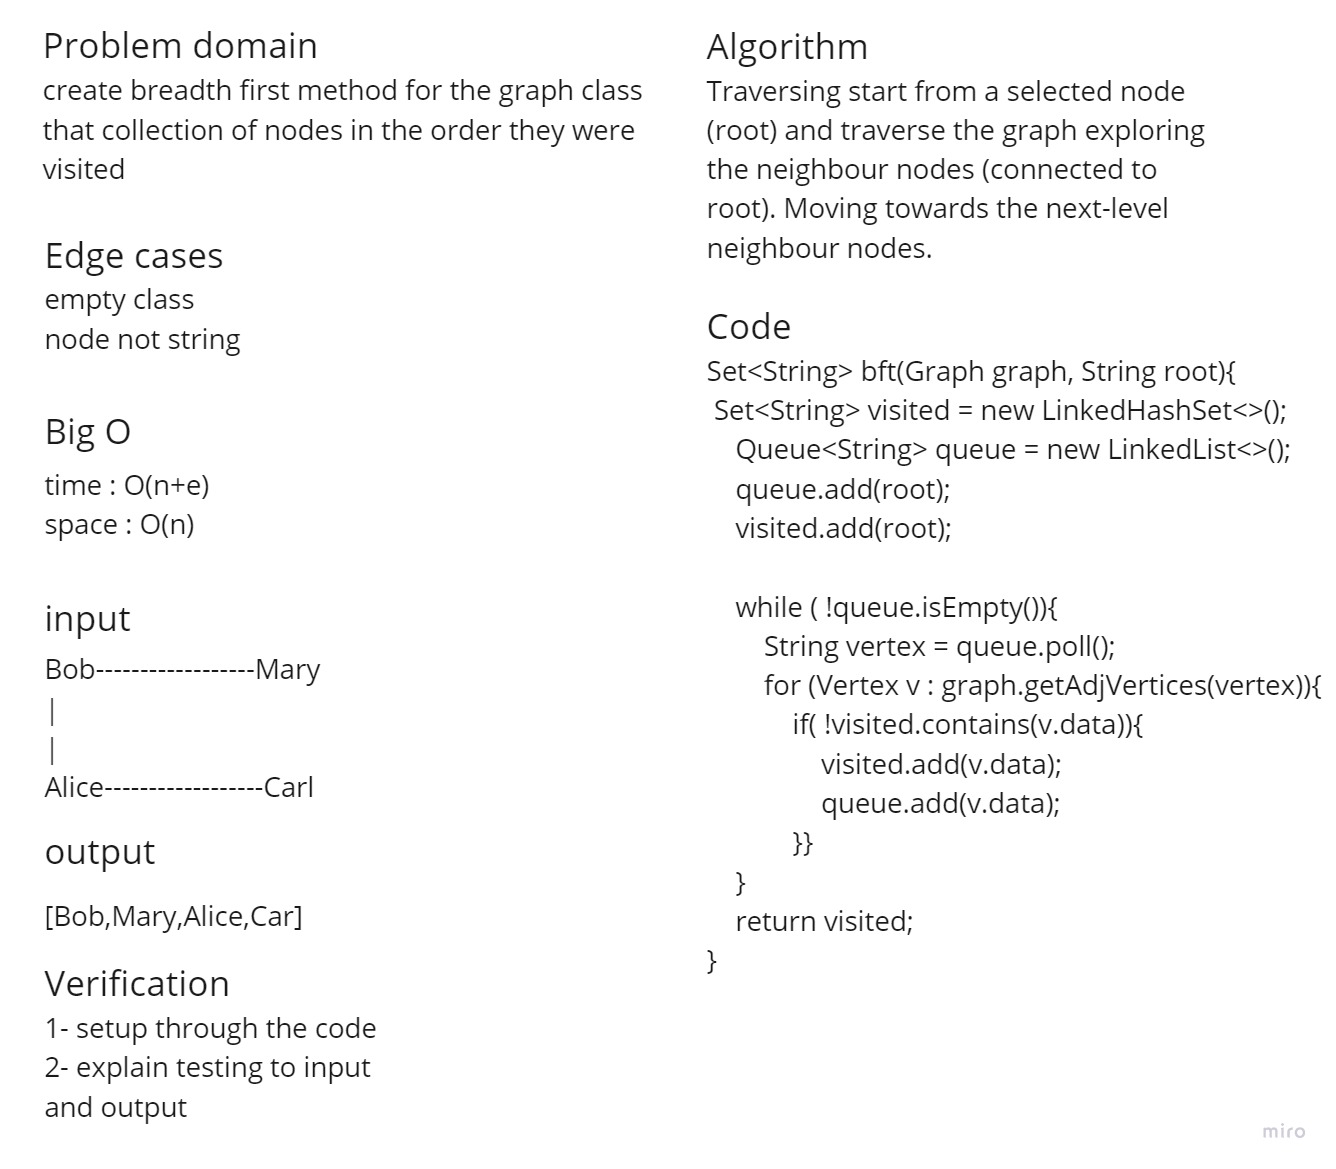 Problem domain
create breadth first method for the graph class
that collection of nodes in the order they were
visited
Edge cases
empty class
node not string
Big O
time : O(n+e)
space : O(n)
input
Bob------------------Mary
|
|
Alice------------------Carl
output
[Bob,Mary,Alice,Car]
Verification
1- setup through the code
2- explain testing to input
and output
Algorithm
Traversing start from a selected node
(root) and traverse the graph exploring
the neighbour nodes (connected to
root). Moving towards the next-level
neighbour nodes.
Code
Set<String> bft(Graph graph, String root){
Set<String> visited = new LinkedHashSet<>();
Queue<String> queue = new LinkedList<>();
queue.add(root);
visited.add(root);
while ( !queue.isEmpty()){
String vertex = queue.poll();
for (Vertex v : graph.getAdjVertices(vertex)){
if( !visited.contains(v.data)){
visited.add(v.data);
queue.add(v.data);
}}
}
return visited;
}
miro